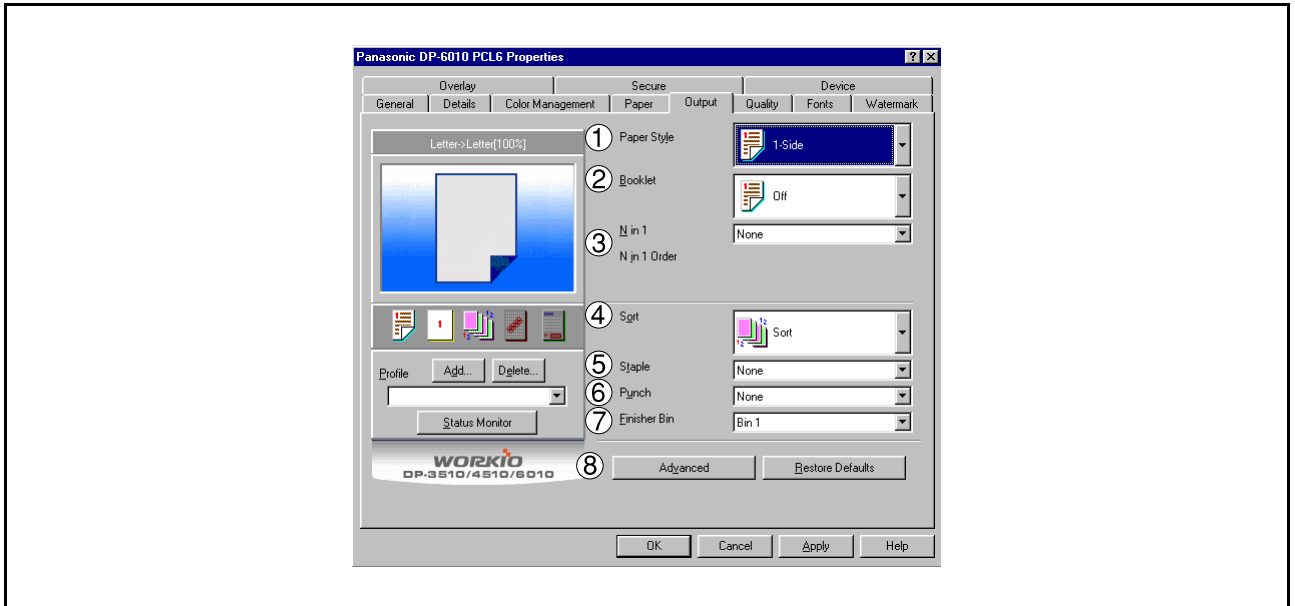 Panasonic DP-6010 PCL6 Properties
Overlay Secure Device
General Details Color Management Paper Output Quality Fonts Watermark
Letter->Letter[100%]
1 Paper Style 1-Side
2 Booklet Off
3 N in 1 None
N in 1 Order
4 Sort Sort
5 Staple None
6 Punch None
7 Finisher Bin Bin 1
Profile Add... Delete...
Status Monitor
WORKIO
DP-3510/4510/6010
8 Advanced Restore Defaults
OK Cancel Apply Help